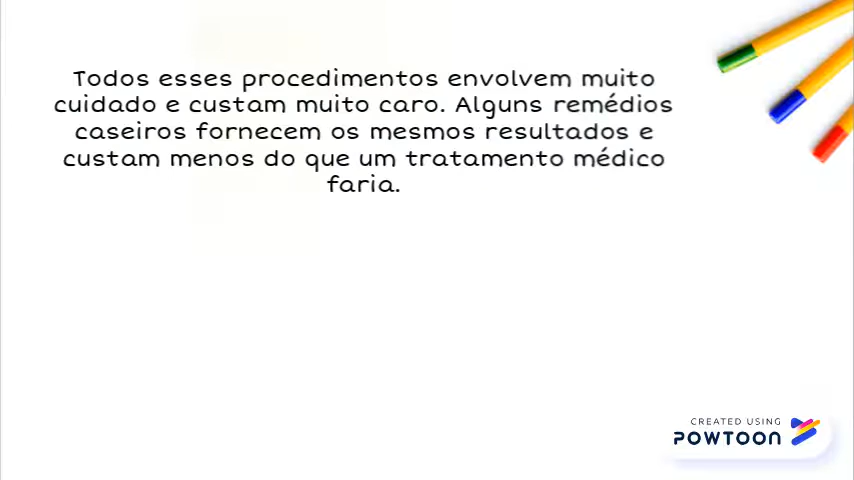 Todos esses procedimentos envolvem muito
cuidado e custam muito caro. Alguns remédios
caseiros fornecem os mesmos resultados e
custam menos do que um tratamento médico
faria.
CREATED USING
POWTOON